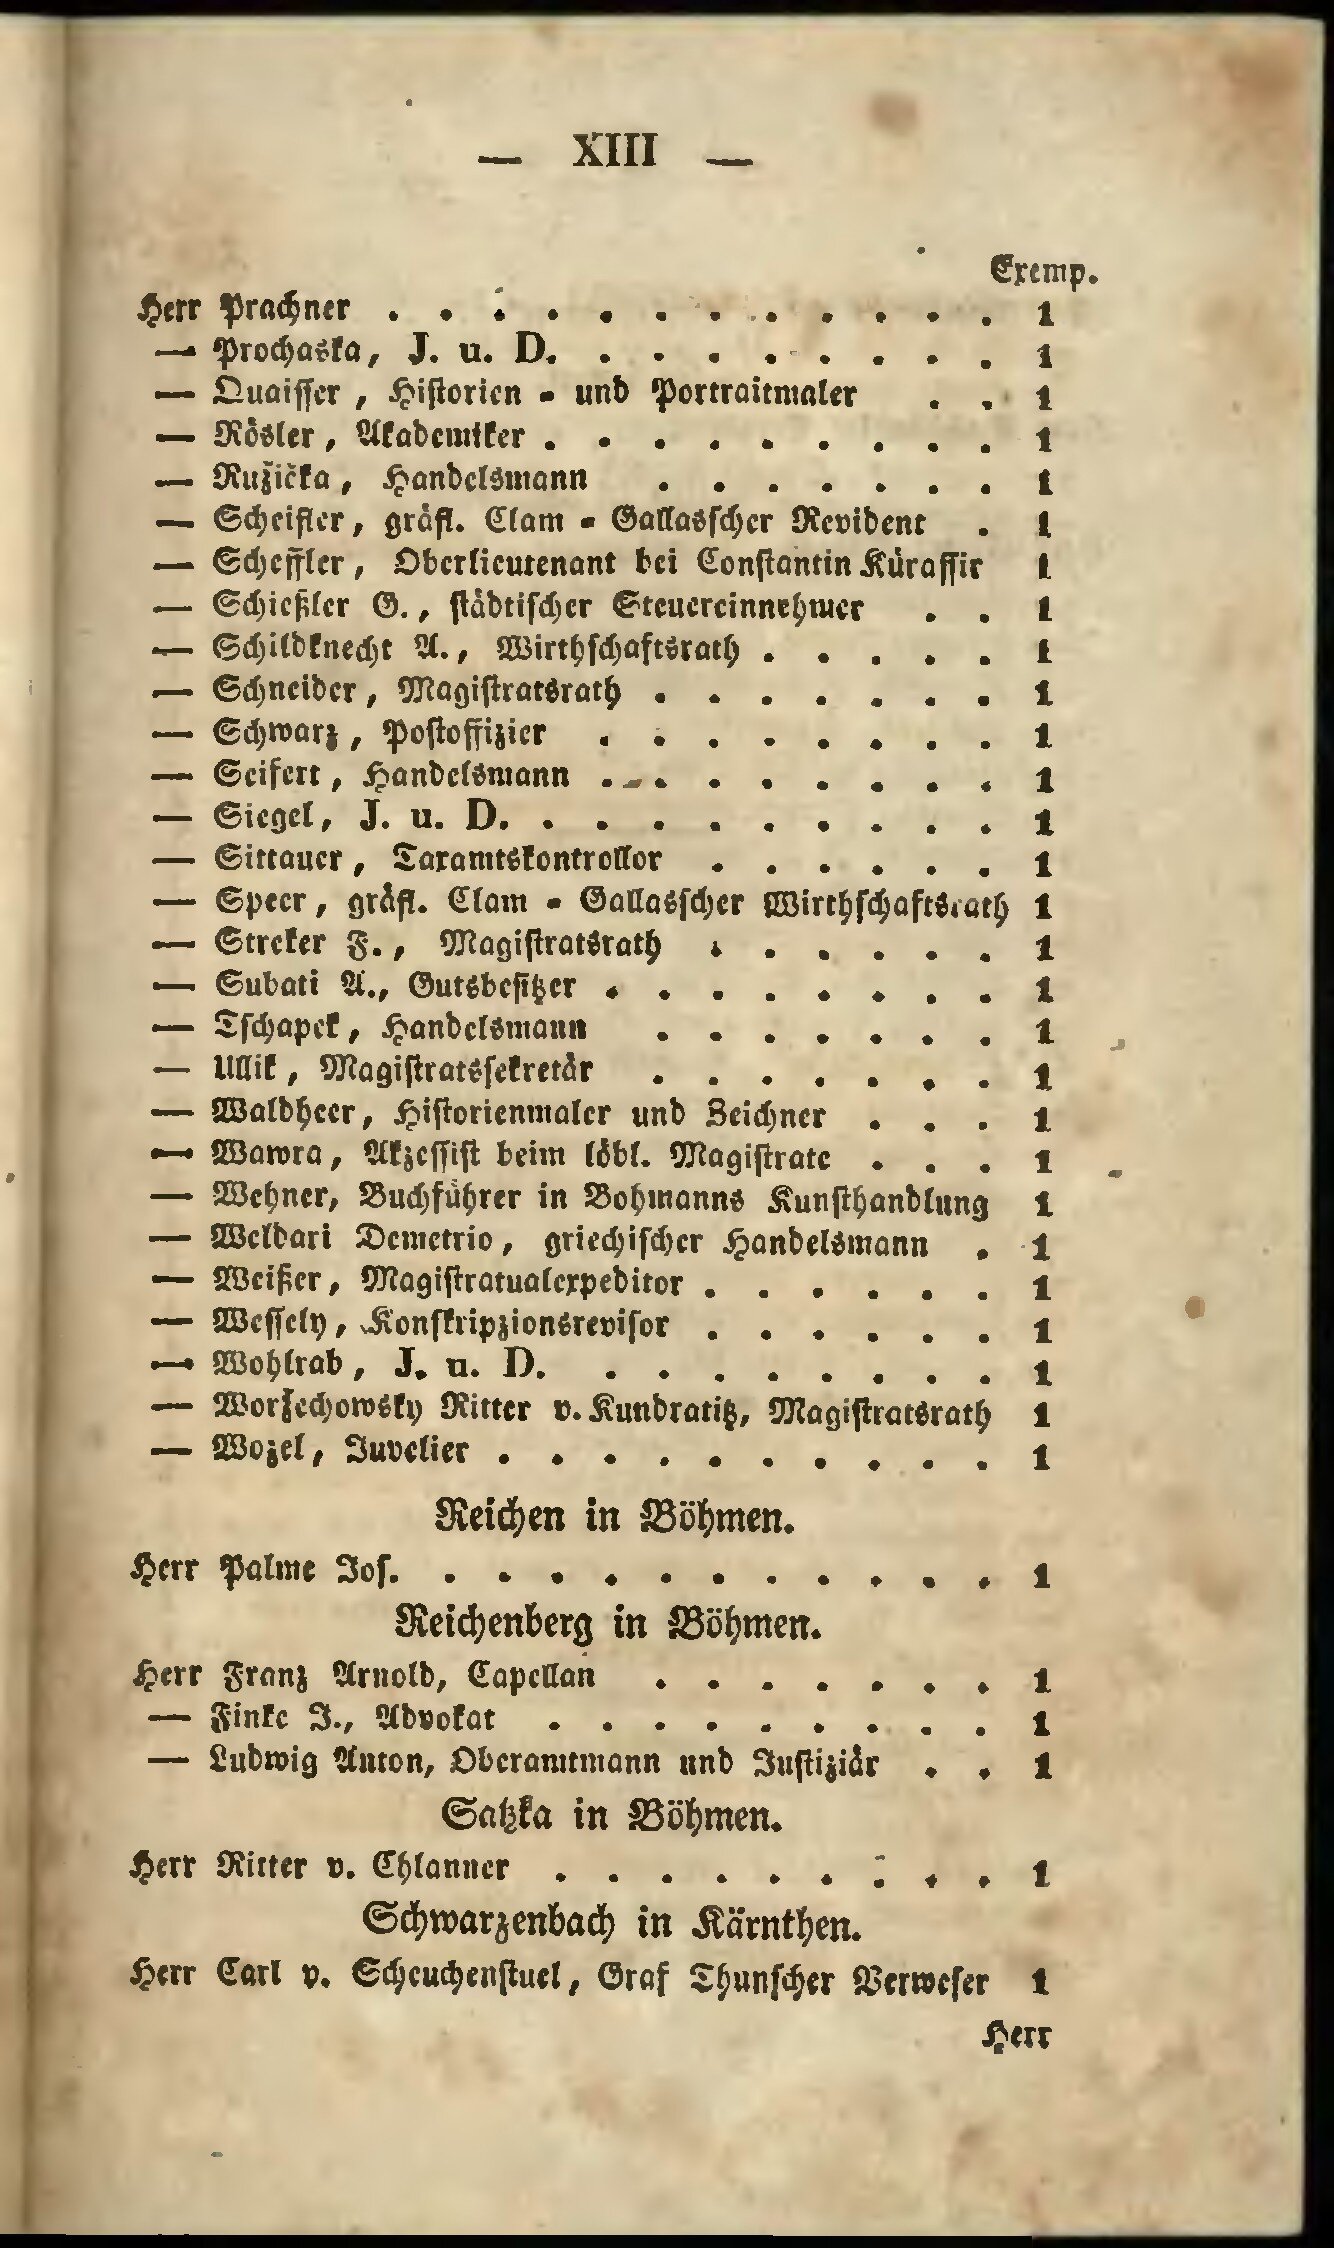 — XIII —
Exemp.
Herr Prachner . . . . . . . . . . . . 1
— Prochaska, J. u. D. . . . . . . . . 1
— Quaisser, Historien- und Portraitmaler . . 1
— Rösler, Akademiker . . . . . . . . . 1
— Ružička, Handelsmann . . . . . . . 1
— Scheifler, gräfl. Clam-Gallasscher Revident . 1
— Scheffler, Oberlieutenant bei Constantin Kürassir 1
— Schießler G., städtischer Steuereinnehmer . . 1
— Schildknecht A., Wirthschaftsrath . . . . . 1
— Schneider, Magistratsrath . . . . . . . 1
— Schwarz, Postoffizier . . . . . . . . 1
— Seifert, Handelsmann . . . . . . . . 1
— Siegel, J. u. D. . . . . . . . . . 1
— Sittauer, Taxamtskontrollor . . . . . . 1
— Speer, gräfl. Clam-Gallasscher Wirthschaftsrath 1
— Streker F., Magistratsrath . . . . . . 1
— Subati A., Gutsbesitzer . . . . . . . . 1
— Tschapek, Handelsmann . . . . . . . 1
— Ullik, Magistratssekretär . . . . . . . 1
— Waldheer, Historienmaler und Zeichner . . . 1
— Wawra, Akzessist beim löbl. Magistrate . . . 1
— Wehner, Buchführer in Bohmanns Kunsthandlung 1
— Weldari Demetrio, griechischer Handelsmann . 1
— Weißer, Magistratualexpeditor . . . . . . 1
— Wessely, Konskripzionsrevisor . . . . . . 1
— Wohlrab, J. u. D. . . . . . . . . 1
— Woržechowsky Ritter v. Kundratitz, Magistratsrath 1
— Wozel, Juvelier . . . . . . . . . . 1
Reichen in Böhmen.
Herr Palme Jos. . . . . . . . . . . . 1
Reichenberg in Böhmen.
Herr Franz Arnold, Capellan . . . . . . . 1
— Finke J., Advokat . . . . . . . . . 1
— Ludwig Anton, Oberamtmann und Justiziär . . 1
Satzka in Böhmen.
Herr Ritter v. Chlanner . . . . . . . . . 1
Schwarzenbach in Kärnthen.
Herr Carl v. Scheuchenstuel, Graf Thunscher Verweser 1
Herr